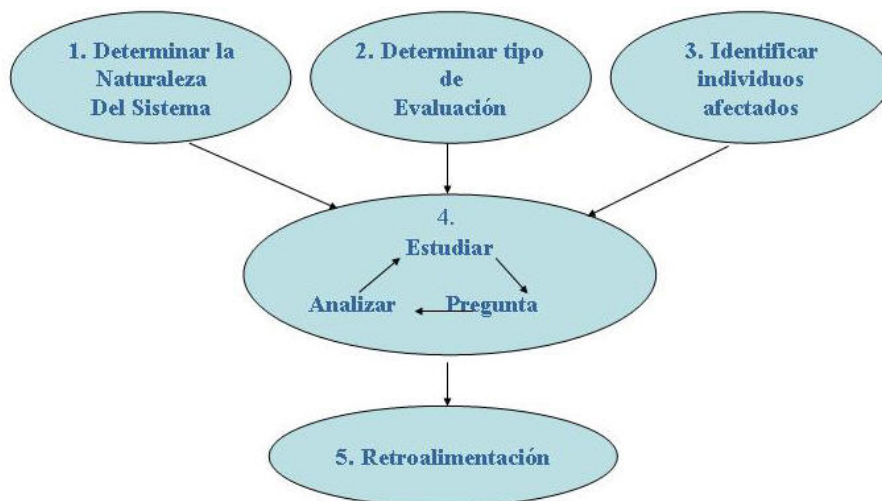 1. Determinar la
Naturaleza
Del Sistema
2. Determinar tipo
de
Evaluación
3. Identificar
individuos
afectados
4.
Estudiar
Analizar
Pregunta
5. Retroalimentación